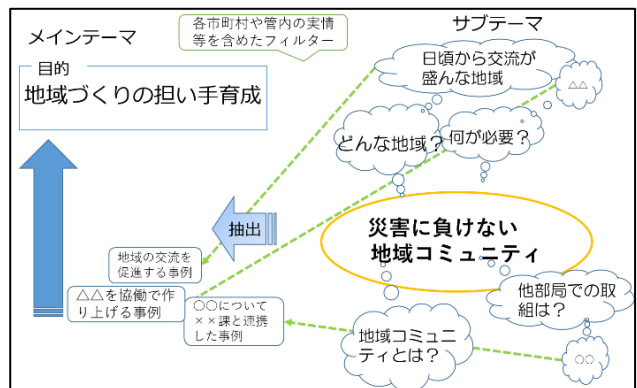 メインテーマ
目的
地域づくりの担い手育成
各市町村や管内の実情
等を含めたフィルター
サブテーマ
日頃から交流が
盛んな地域
△△
どんな地域?
何が必要?
抽出
災害に負けない
地域コミュニティ
地域の交流を
促進する事例
△△を協働で作
り上げる事例
○○について
××課と連携
した事例
地域コミュニ
ティとは?
他部局での取
組は?
○○